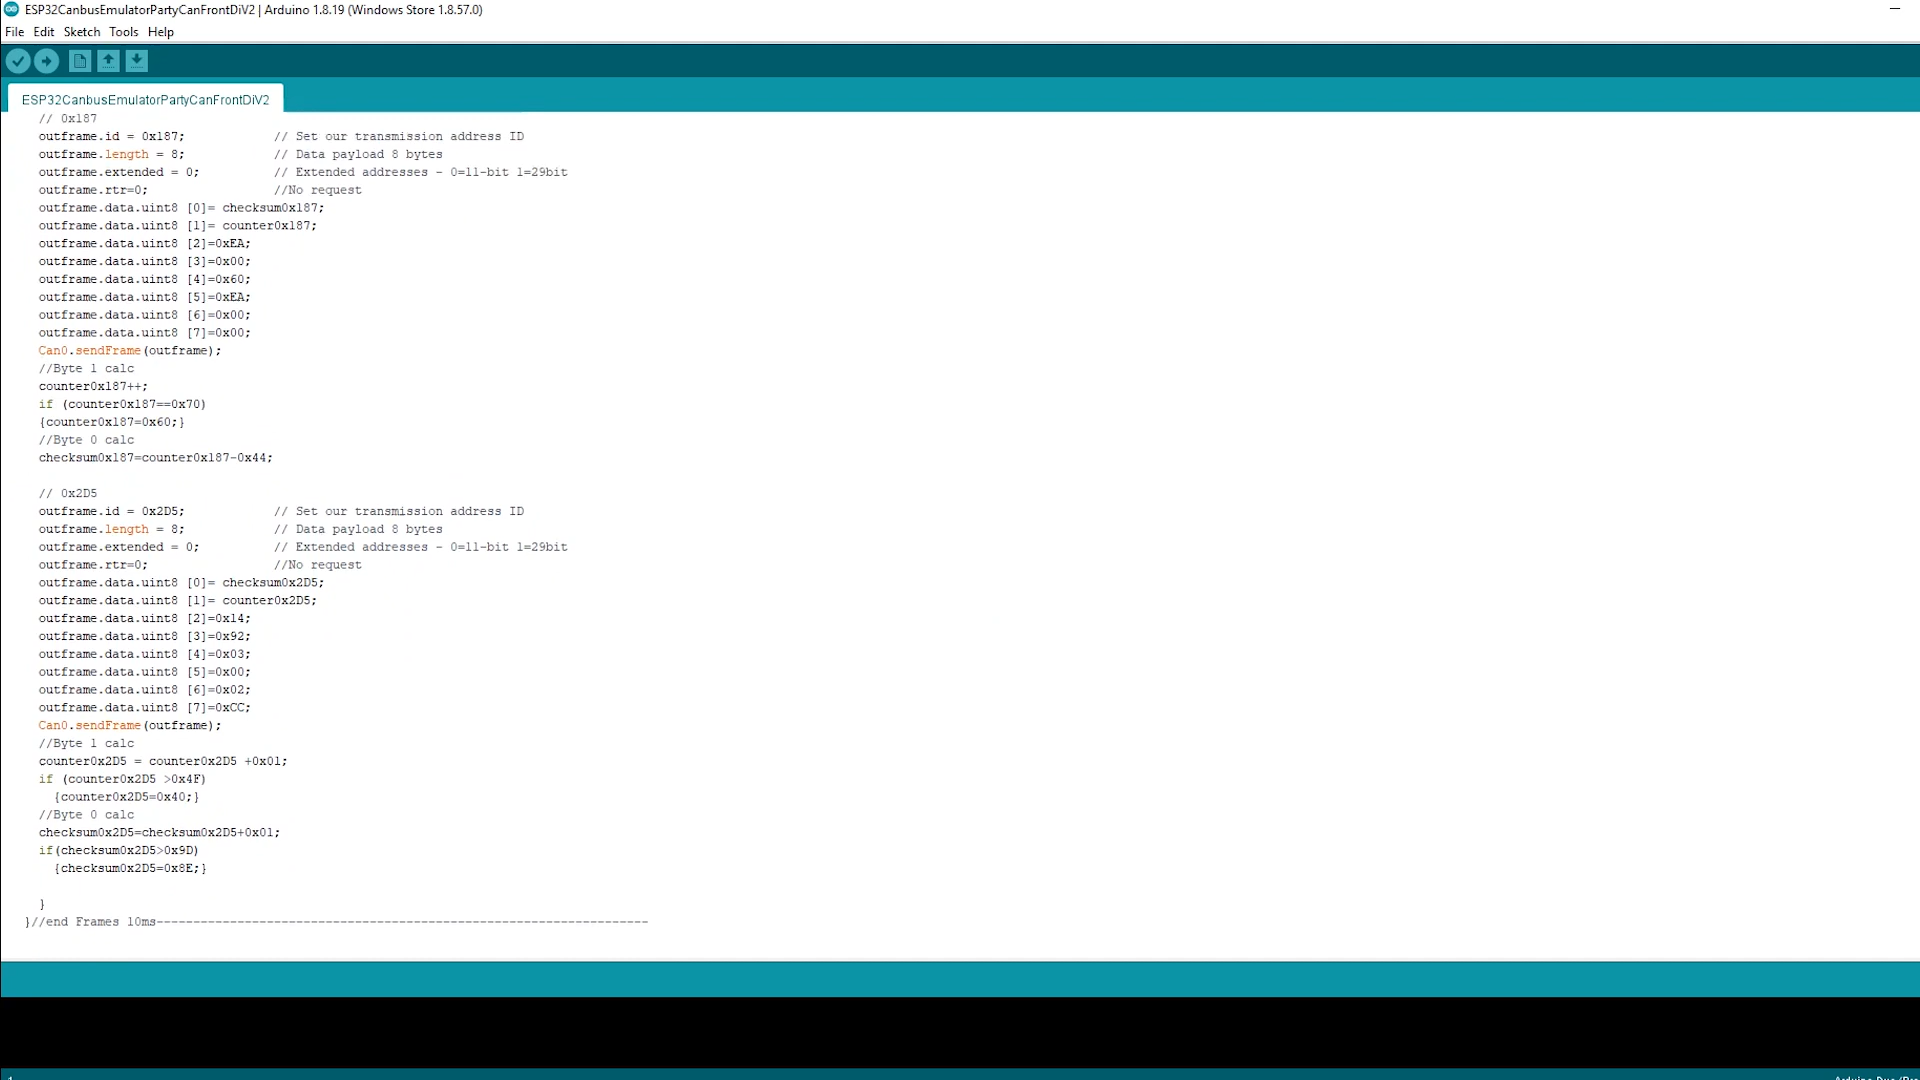 ESP32CanbusEmulatorPartyCanFrontDiV2 | Arduino 1.8.19 (Windows Store 1.8.57.0)
File Edit Sketch Tools Help
ESP32CanbusEmulatorPartyCanFrontDiV2
// 0x187
outframe.id = 0x187; // Set our transmission address ID
outframe.length = 8; // Data payload 8 bytes
outframe.extended = 0; // Extended addresses - 0=11-bit 1=29bit
outframe.rtr=0; //No request
outframe.data.uint8 [0]= checksum0x187;
outframe.data.uint8 [1]= counter0x187;
outframe.data.uint8 [2]=0xEA;
outframe.data.uint8 [3]=0x00;
outframe.data.uint8 [4]=0x60;
outframe.data.uint8 [5]=0xEA;
outframe.data.uint8 [6]=0x00;
outframe.data.uint8 [7]=0x00;
Can0.sendFrame(outframe);
//Byte 1 calc
counter0x187++;
if (counter0x187==0x70)
{counter0x187=0x60;}
//Byte 0 calc
checksum0x187=counter0x187-0x44;
// 0x2D5
outframe.id = 0x2D5; // Set our transmission address ID
outframe.length = 8; // Data payload 8 bytes
outframe.extended = 0; // Extended addresses - 0=11-bit 1=29bit
outframe.rtr=0; //No request
outframe.data.uint8 [0]= checksum0x2D5;
outframe.data.uint8 [1]= counter0x2D5;
outframe.data.uint8 [2]=0x14;
outframe.data.uint8 [3]=0x92;
outframe.data.uint8 [4]=0x03;
outframe.data.uint8 [5]=0x00;
outframe.data.uint8 [6]=0x02;
outframe.data.uint8 [7]=0xCC;
Can0.sendFrame(outframe);
//Byte 1 calc
counter0x2D5 = counter0x2D5 +0x01;
if (counter0x2D5 >0x4F)
{counter0x2D5=0x40;}
//Byte 0 calc
checksum0x2D5=checksum0x2D5+0x01;
if(checksum0x2D5>0x9D)
{checksum0x2D5=0x8E;}
}
}//end Frames 10ms-------------------------------------------------------------------